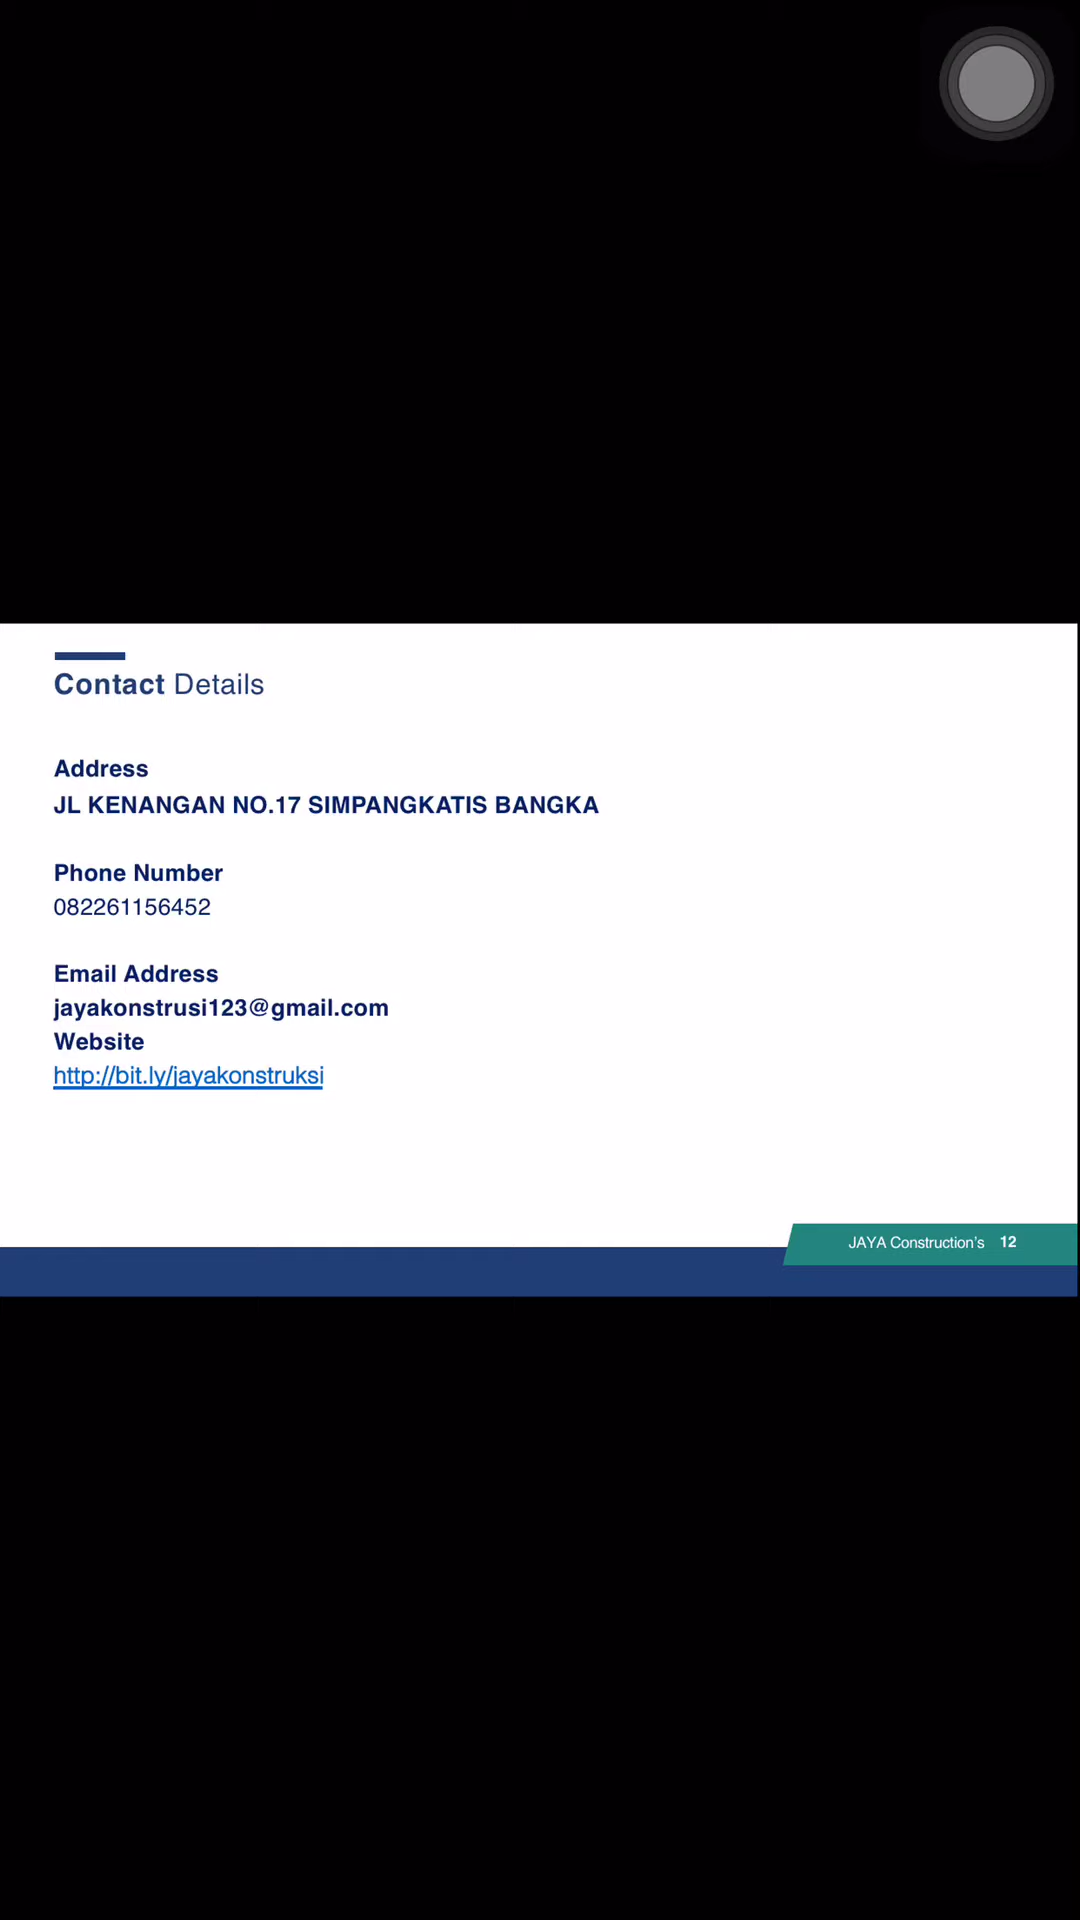 Contact Details
Address
JL KENANGAN NO.17 SIMPANGKATIS BANGKA
Phone Number
082261156452
Email Address
jayakonstrusi123@gmail.com
Website
http://bit.ly/jayakonstruksi
JAYA Construction's 12